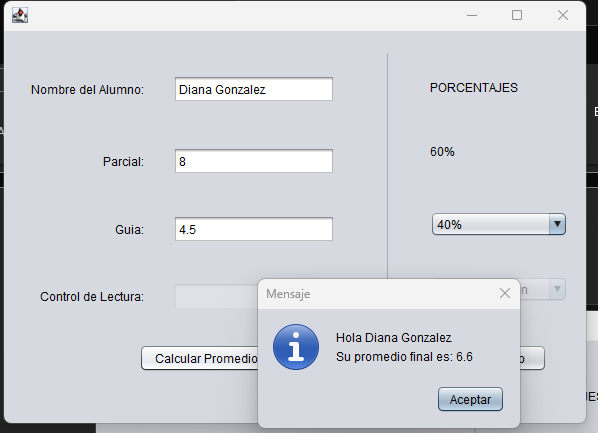 Nombre del Alumno:
Diana Gonzalez
PORCENTAJES
Parcial:
8
60%
Guia:
4.5
40%
Control de Lectura:
Mensaje
Hola Diana Gonzalez
Su promedio final es: 6.6
Calcular Promedio
Aceptar